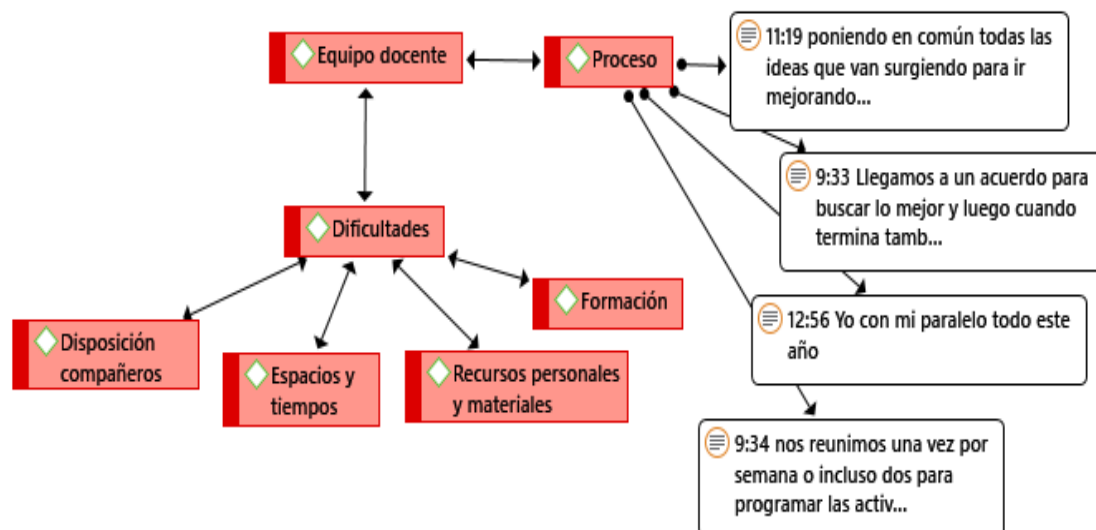 Equipo docente
Proceso
11:19 poniendo en común todas las
ideas que van surgiendo para ir
mejorando...
9:33 Llegamos a un acuerdo para
buscar lo mejor y luego cuando
termina tamb...
Dificultades
Formación
12:56 Yo con mi paralelo todo este
año
Disposición
compañeros
Espacios y
tiempos
Recursos personales
y materiales
9:34 nos reunimos una vez por
semana o incluso dos para
programar las activ...